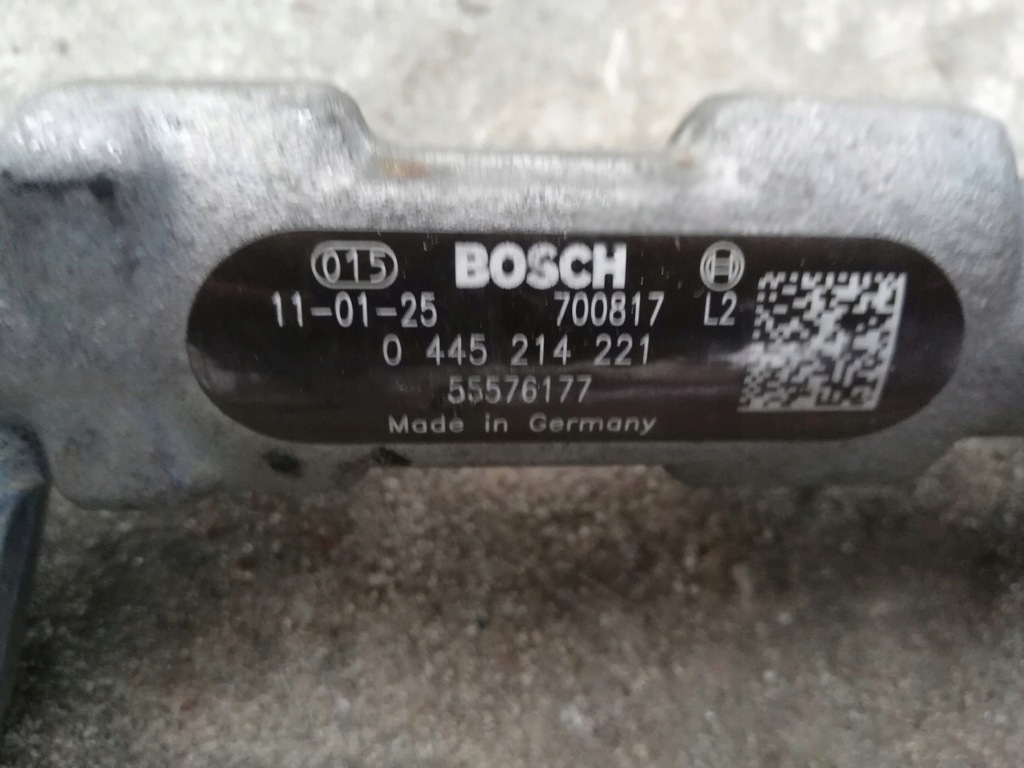 015 BOSCH
11-01-25 700817 L2
0 445 214 221
55576177
Made in Germany